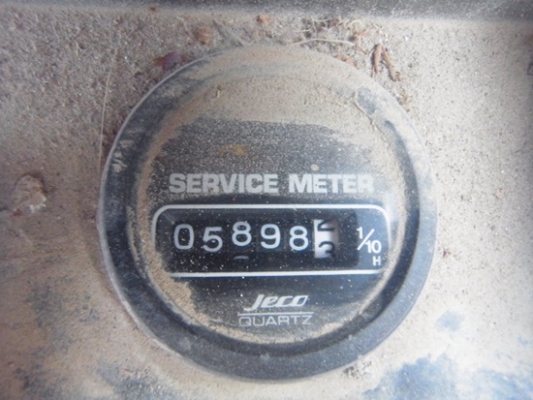 SERVICE METER
05898 1/10
H
Jeco
QUARTZ